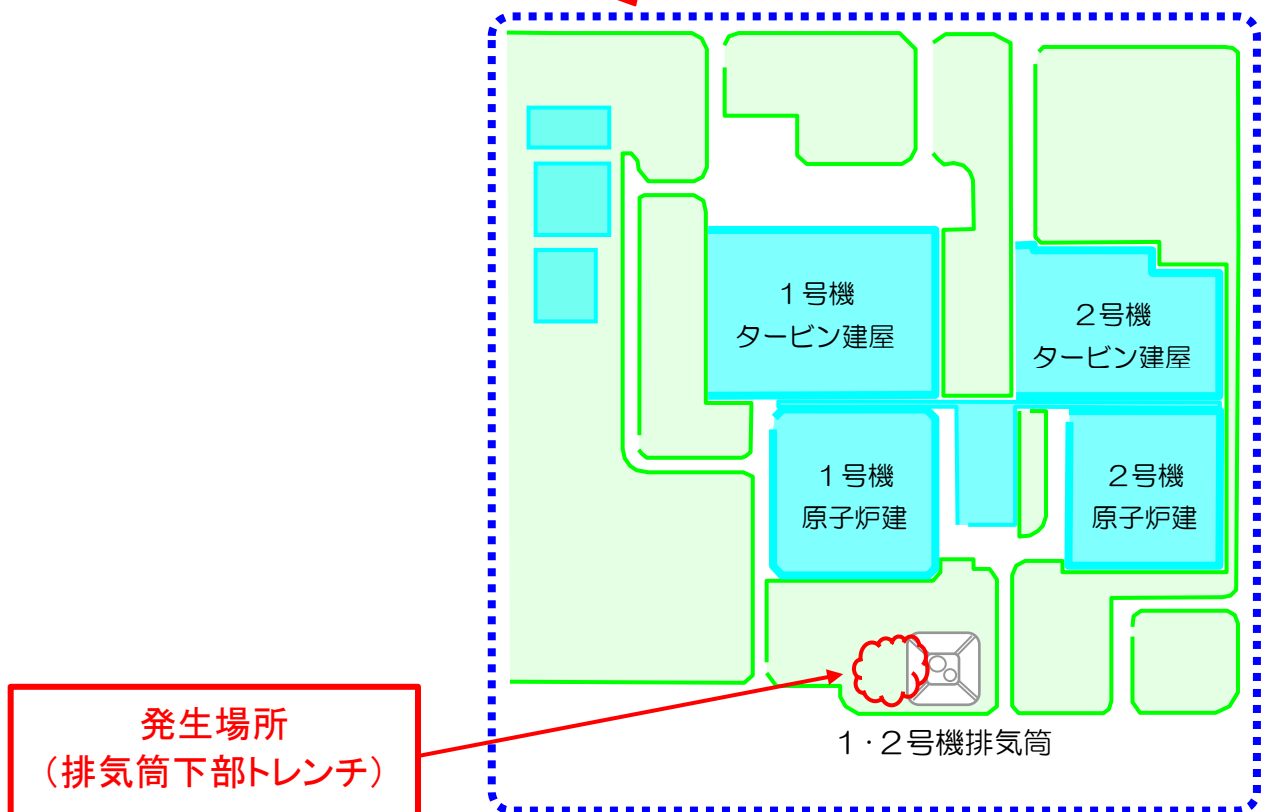 1号機
タービン建屋
2号機
タービン建屋
1号機
原子炉建
2号機
原子炉建
1・2号機排気筒
発生場所
（排気筒下部トレンチ）